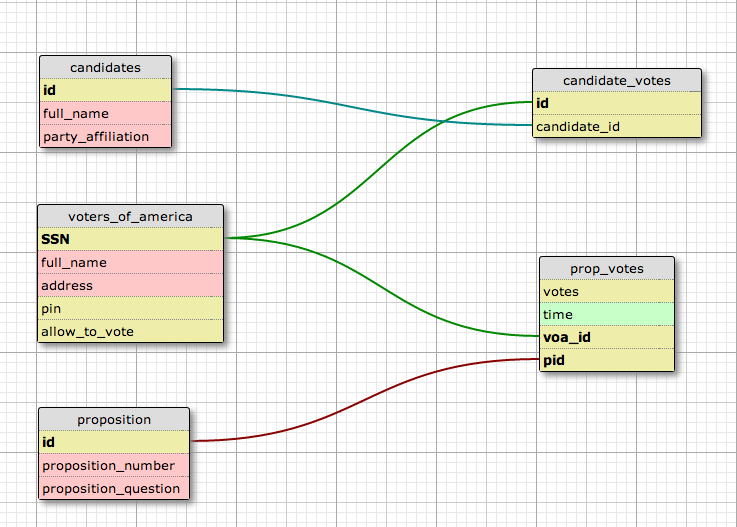 candidates
id
full_name
party_affiliation
candidate_votes
id
candidate_id
voters_of_america
SSN
full_name
address
pin
allow_to_vote
prop_votes
votes
time
voa_id
pid
proposition
id
proposition_number
proposition_question